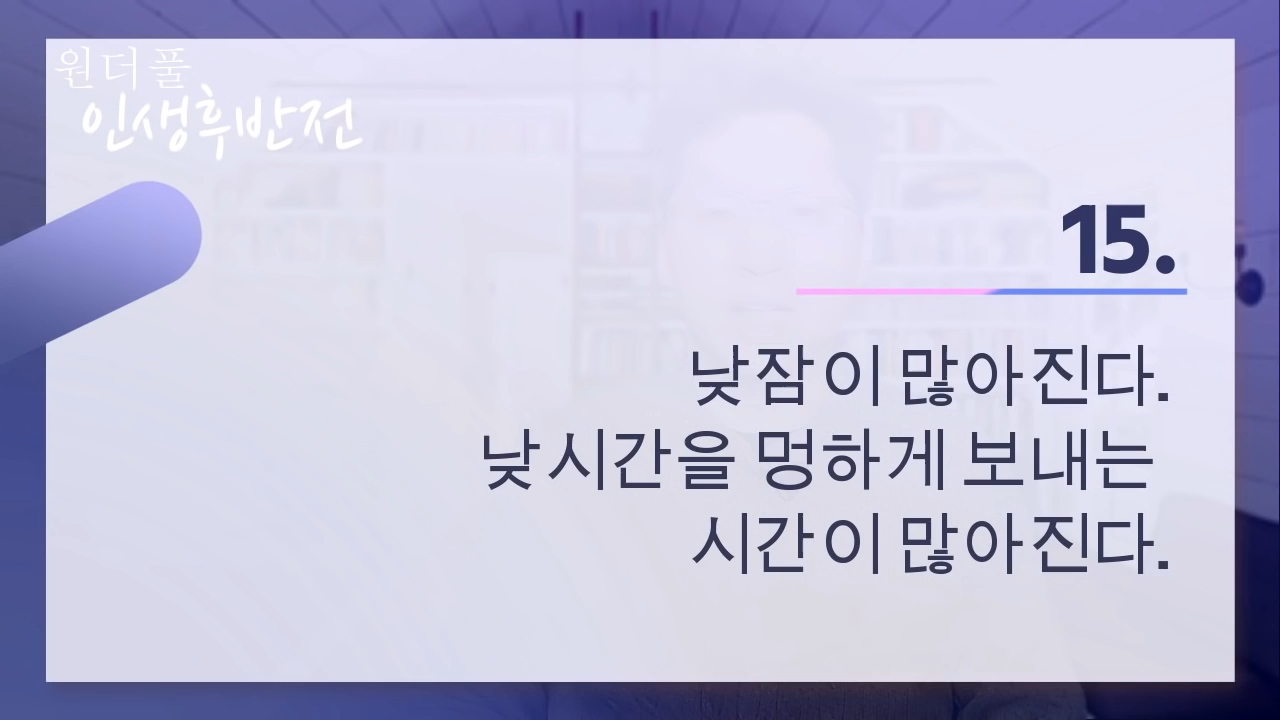 원더풀
인생후반전
15.
낮잠이 많아진다.
낮시간을 멍하게 보내는
시간이 많아진다.